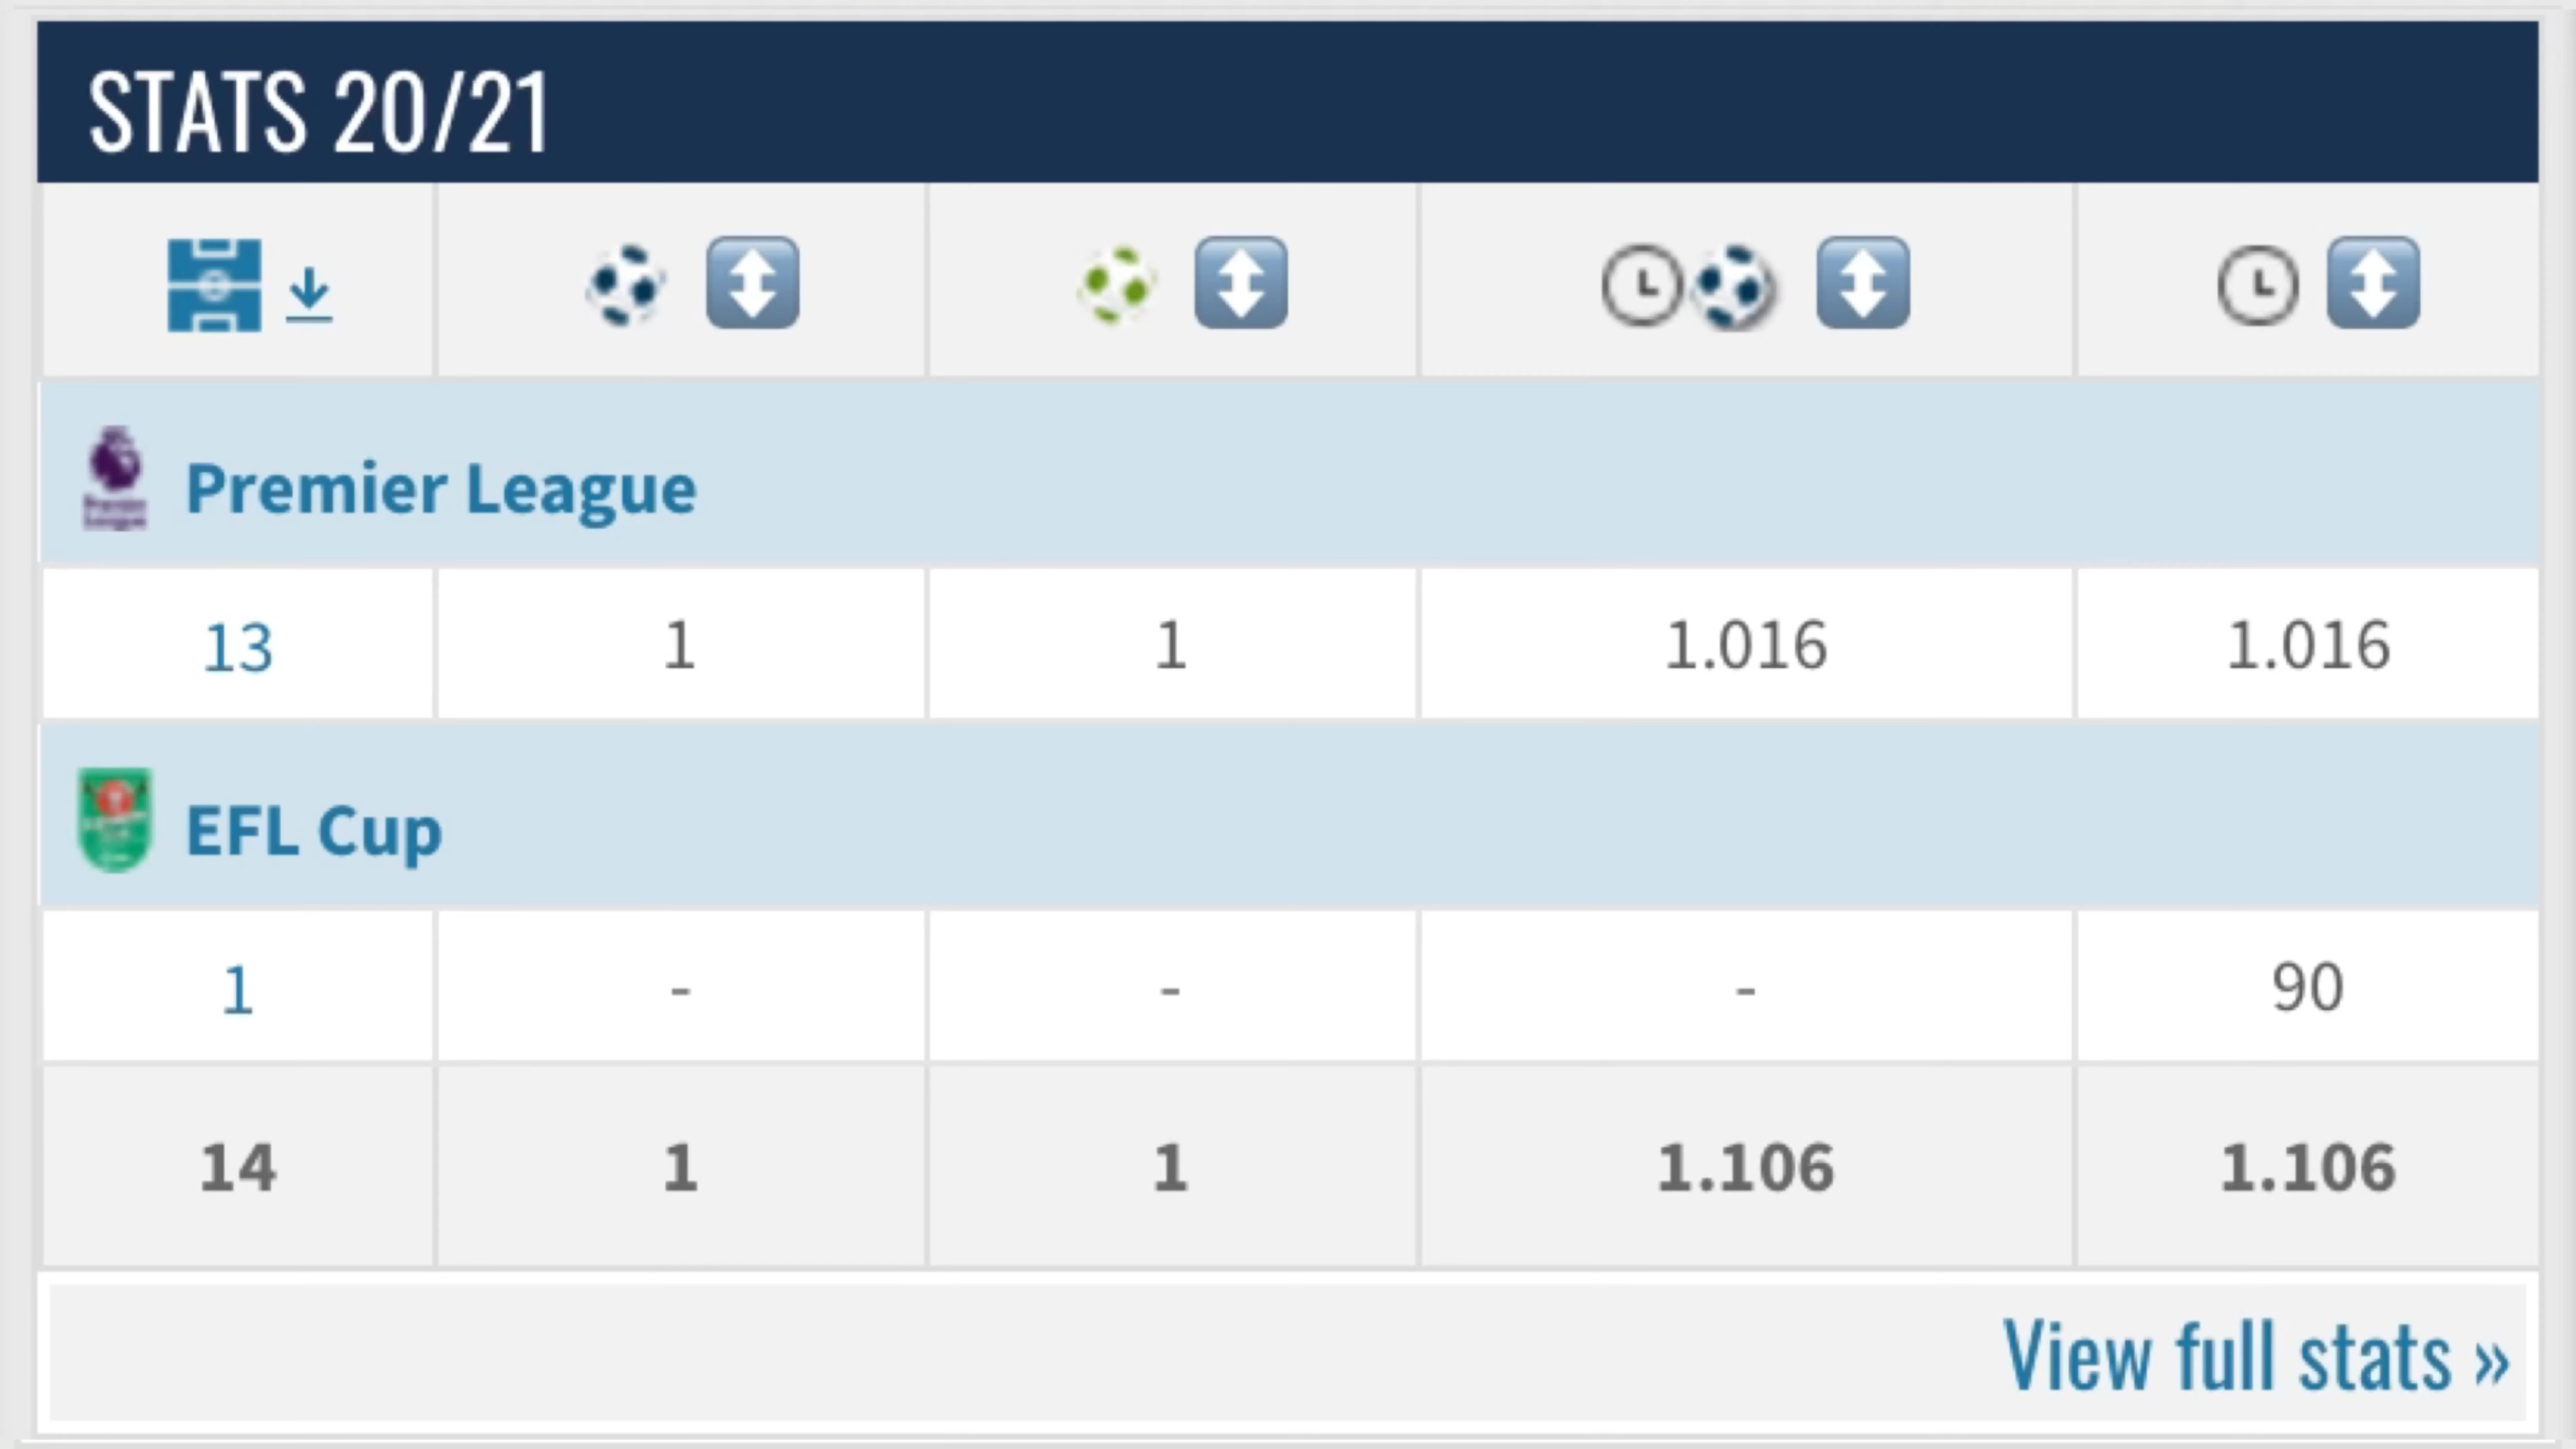 STATS 20/21
Premier League
13 1 1 1.016 1.016
EFL Cup
1 - - - 90
14 1 1 1.106 1.106
View full stats »